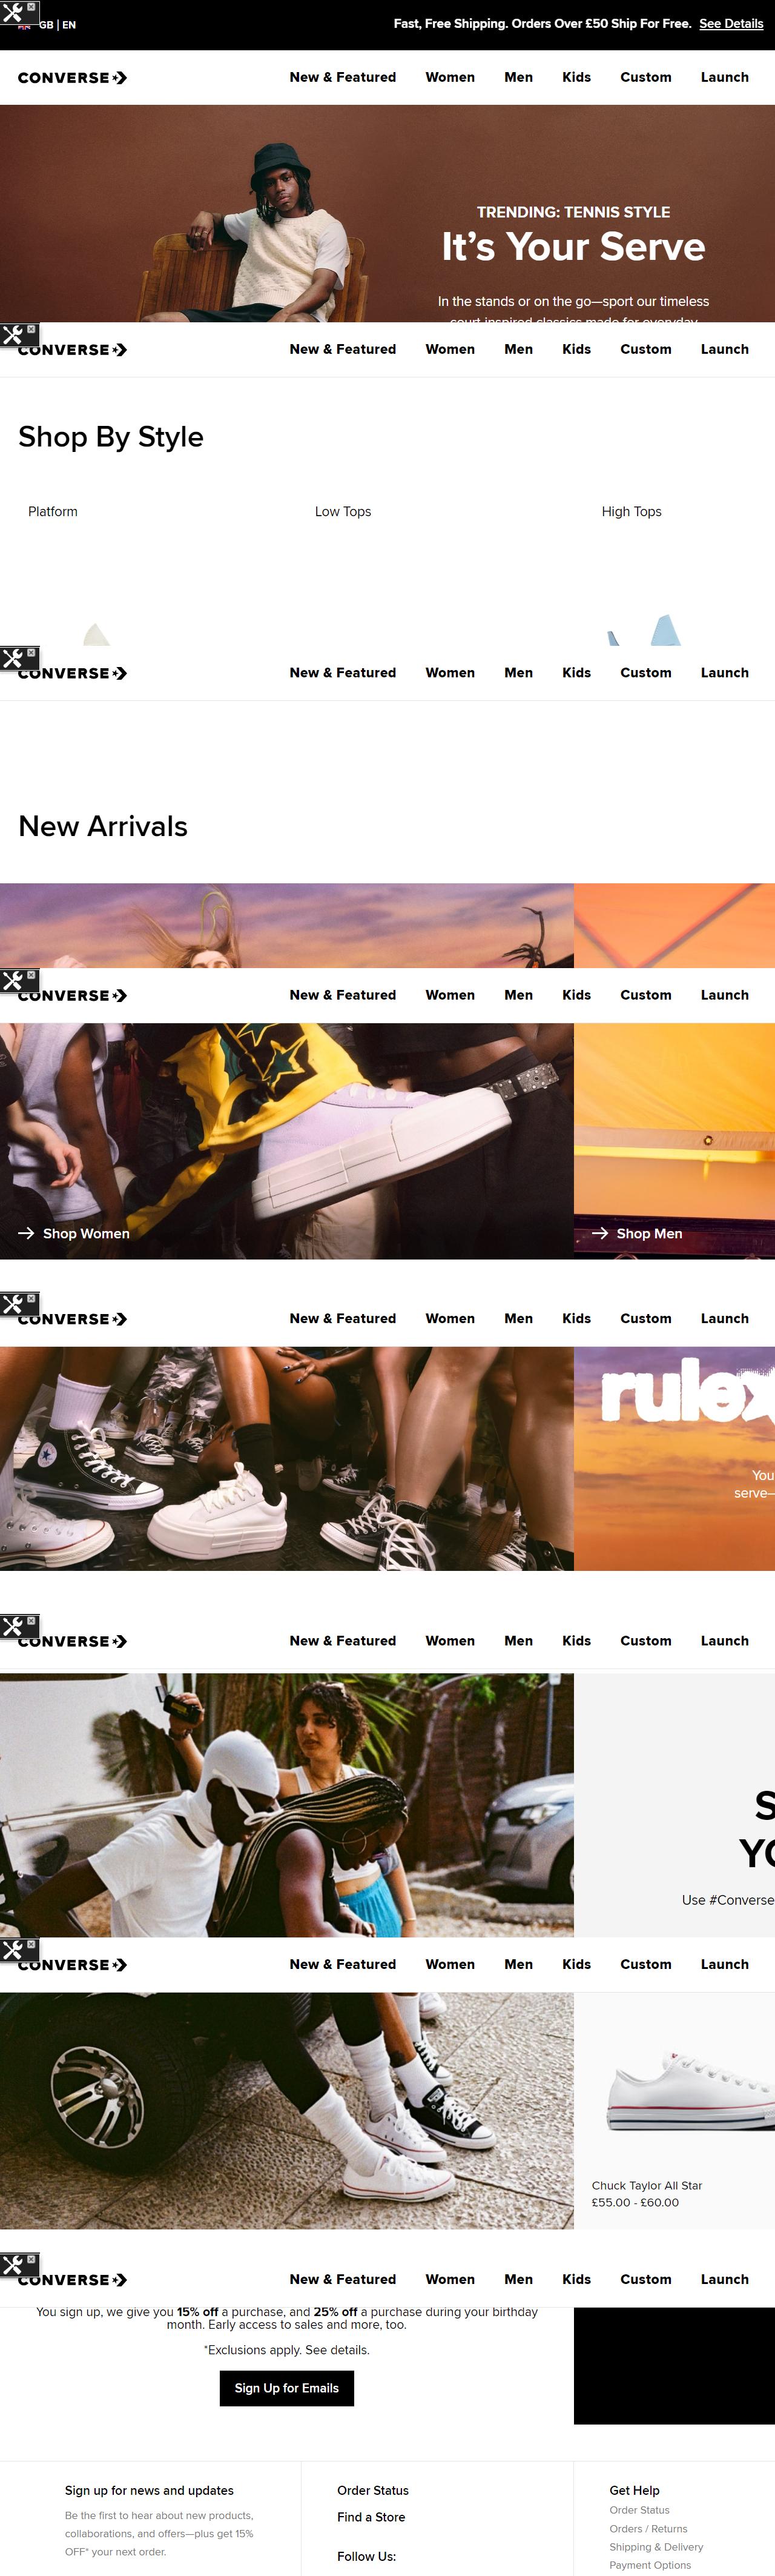 GB | EN
Fast, Free Shipping. Orders Over £50 Ship For Free. See Details
CONVERSE
New & Featured Women Men Kids Custom Launch
TRENDING: TENNIS STYLE
It's Your Serve
In the stands or on the go—sport our timeless
court-inspired classics made for everyday
CONVERSE
New & Featured Women Men Kids Custom Launch
Shop By Style
Platform
Low Tops
High Tops
CONVERSE
New & Featured Women Men Kids Custom Launch
New Arrivals
CONVERSE
New & Featured Women Men Kids Custom Launch
Shop Women
Shop Men
CONVERSE
New & Featured Women Men Kids Custom Launch
You
serve—
CONVERSE
New & Featured Women Men Kids Custom Launch
S
YO
Use #Converse
CONVERSE
New & Featured Women Men Kids Custom Launch
Chuck Taylor All Star
£55.00 - £60.00
CONVERSE
New & Featured Women Men Kids Custom Launch
You sign up, we give you 15% off a purchase, and 25% off a purchase during your birthday
month. Early access to sales and more, too.
*Exclusions apply. See details.
Sign Up for Emails
Sign up for news and updates
Be the first to hear about new products,
collaborations, and offers—plus get 15%
OFF* your next order.
Order Status
Find a Store
Follow Us:
Get Help
Order Status
Orders / Returns
Shipping & Delivery
Payment Options